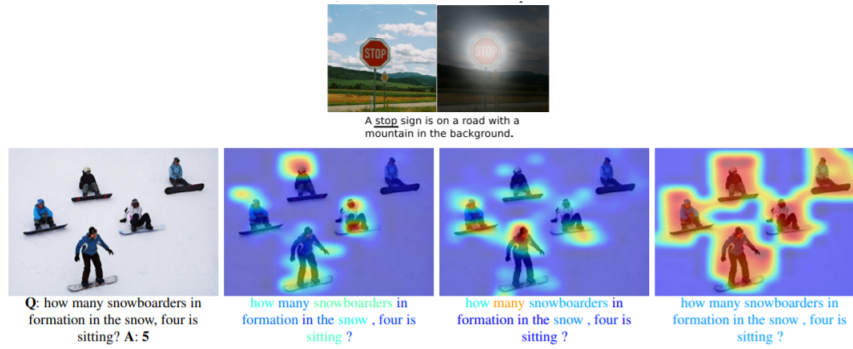 STOP
STOP
A stop sign is on a road with a
mountain in the background.
Q: how many snowboarders in
formation in the snow, four is
sitting? A: 5
how many snowboarders in
formation in the snow , four is
sitting ?
how many snowboarders in
formation in the snow , four is
sitting ?
how many snowboarders in
formation in the snow , four is
sitting ?